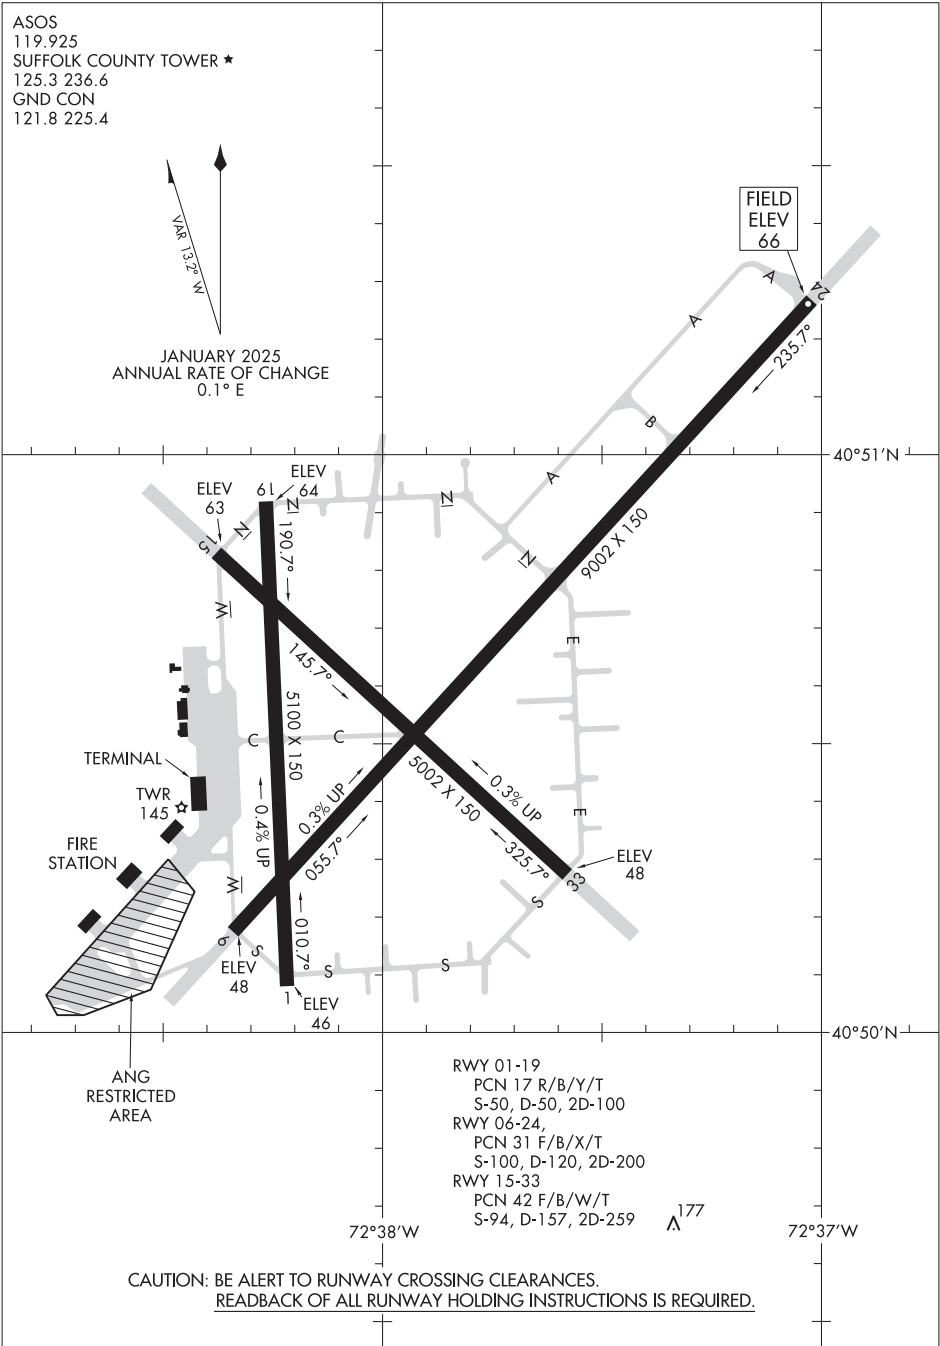 ASOS
119.925
SUFFOLK COUNTY TOWER ★
125.3 236.6
GND CON
121.8 225.4
VAR 13.2° W
JANUARY 2025
ANNUAL RATE OF CHANGE
0.1° E
FIELD
ELEV
66
24
235.7°
A
A
B
A
40°51'N
9002 X 150
ELEV
63
19
ELEV
64
N
N
N
N
15
190.7°
W
145.7°
5100 X 150
E
C
C
TERMINAL
TWR
145
FIRE
STATION
0.4% UP
0.3% UP
055.7°
5002 X 150
0.3% UP
325.7°
E
ELEV
48
33
W
6
S
S
S
S
ELEV
48
010.7°
1
ELEV
46
40°50'N
ANG
RESTRICTED
AREA
RWY 01-19
PCN 17 R/B/Y/T
S-50, D-50, 2D-100
RWY 06-24,
PCN 31 F/B/X/T
S-100, D-120, 2D-200
RWY 15-33
PCN 42 F/B/W/T
S-94, D-157, 2D-259
177
72°38'W
72°37'W
CAUTION: BE ALERT TO RUNWAY CROSSING CLEARANCES.
READBACK OF ALL RUNWAY HOLDING INSTRUCTIONS IS REQUIRED.